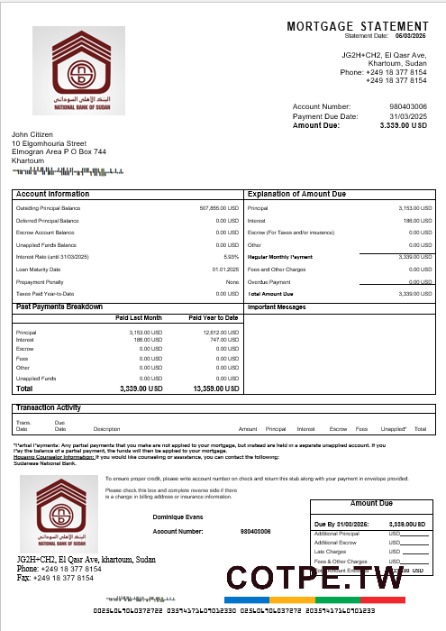 MORTGAGE STATEMENT
Statement Date: 06/03/2026
البنك الأهلي السوداني
NATIONAL BANK OF SUDAN
JG2H+CH2, El Qasr Ave,
Khartoum, Sudan
Phone: +249 18 377 8154
+249 18 377 8154
Account Number: 980403006
Payment Due Date: 31/03/2025
Amount Due: 3.339.00 USD
John Citizen
10 Elgomhouria Street
Elmogran Area P O Box 744
Khartoum
Account Information
Outstanding Principal Balance 507,855.00 USD
Deferred Principal Balance 0.00 USD
Escrow Account Balance 0.00 USD
Unapplied Funds Balance 0.00 USD
Interest Rate (until 31/03/2025) 5.93%
Loan Maturity Date 01.01.2025
Prepayment Penalty None
Taxes Paid Year-to-Date 0.00 USD
Explanation of Amount Due
Principal 3,153.00 USD
Interest 186.00 USD
Escrow (For Taxes and/or insurance) 0.00 USD
Other 0.00 USD
Regular Monthly Payment 3,339.00 USD
Fees and Other Charges 0.00 USD
Overdue Payment 0.00 USD
Total Amount Due 3,339.00 USD
Past Payments Breakdown
Paid Last Month Paid Year to Date
Principal 3,153.00 USD 12,612.00 USD
Interest 186.00 USD 747.00 USD
Escrow 0.00 USD 0.00 USD
Fees 0.00 USD 0.00 USD
Other 0.00 USD 0.00 USD
Unapplied Funds 0.00 USD 0.00 USD
Total 3,339.00 USD 13,359.00 USD
Important Messages
Transaction Activity
Trans. Date Due. Date Description Amount Principal Interest Escrow Fees Unapplied* Total
*Partial Payments: Any partial payments that you make are not applied to your mortgage, but instead are held in a separate unapplied account. If you
pay the balance of a partial payment, the funds will then be applied to your mortgage.
Housing Counselor Information: If you would like counseling or assistance, you can contact the following:
Sudanese National Bank.
To ensure proper credit, please write account number on check and return this stub along with your payment in envelope provided.
Please check this box and complete reverse side if there
is a change in billing address or insurance information.
البنك الأهلي السوداني
NATIONAL BANK OF SUDAN
Dominique Evans
Account Number: 980403006
JG2H+CH2, El Qasr Ave, khartoum, Sudan
Phone: +249 18 377 8154
Fax: +249 18 377 8154
Amount Due
Due By 31/03/2026: 3,339.00USD
Additional Principal USD
Additional Escrow USD
Late Charges USD
Fees & Other Charges USD
COTPE.TW